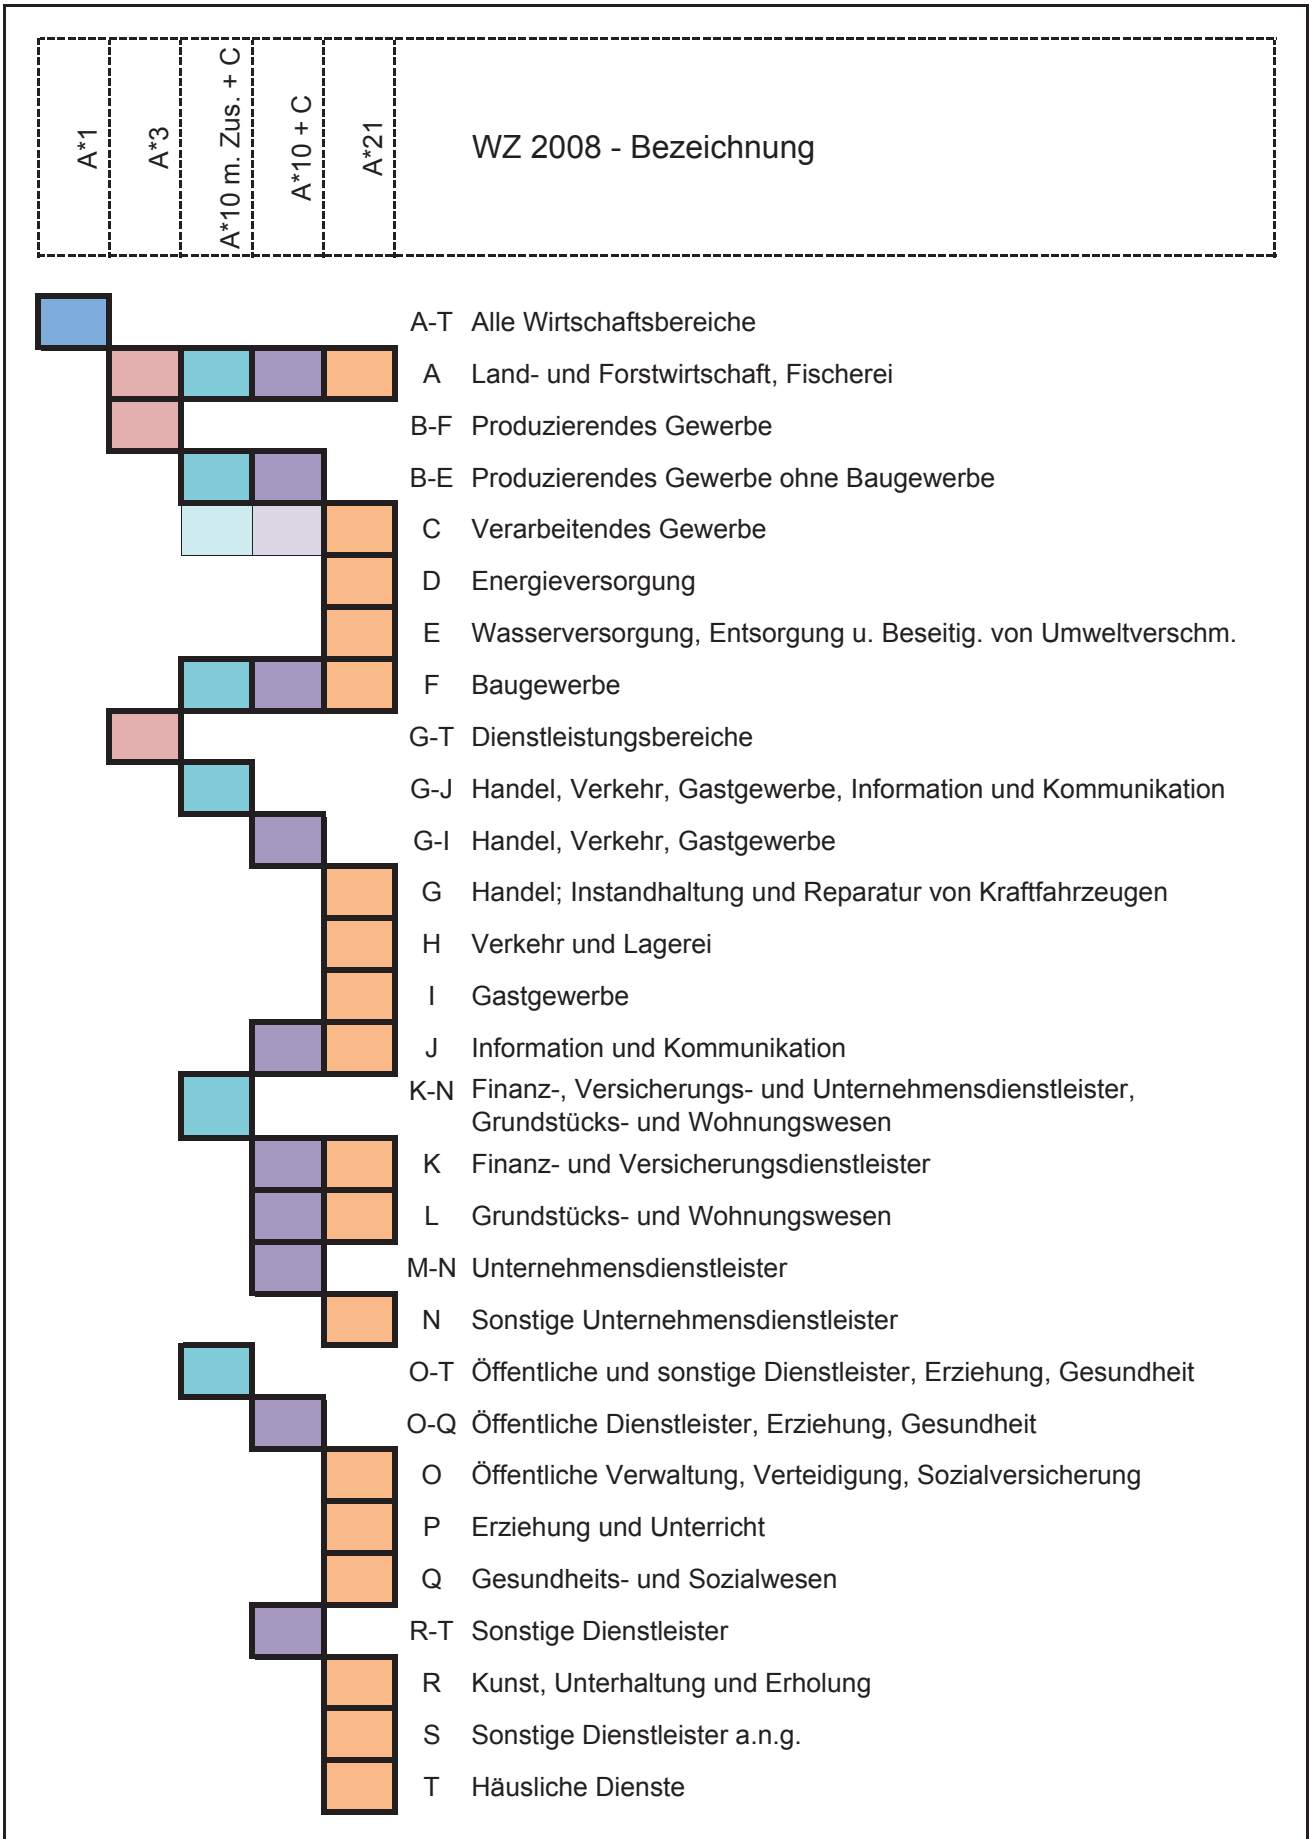 A*1
A*3
A*10 m. Zus. + C
A*10 + C
A*21
WZ 2008 - Bezeichnung
A-T Alle Wirtschaftsbereiche
A Land- und Forstwirtschaft, Fischerei
B-F Produzierendes Gewerbe
B-E Produzierendes Gewerbe ohne Baugewerbe
C Verarbeitendes Gewerbe
D Energieversorgung
E Wasserversorgung, Entsorgung u. Beseitig. von Umweltverschm.
F Baugewerbe
G-T Dienstleistungsbereiche
G-J Handel, Verkehr, Gastgewerbe, Information und Kommunikation
G-I Handel, Verkehr, Gastgewerbe
G Handel; Instandhaltung und Reparatur von Kraftfahrzeugen
H Verkehr und Lagerei
I Gastgewerbe
J Information und Kommunikation
K-N Finanz-, Versicherungs- und Unternehmensdienstleister,
Grundstücks- und Wohnungswesen
K Finanz- und Versicherungsdienstleister
L Grundstücks- und Wohnungswesen
M-N Unternehmensdienstleister
N Sonstige Unternehmensdienstleister
O-T Öffentliche und sonstige Dienstleister, Erziehung, Gesundheit
O-Q Öffentliche Dienstleister, Erziehung, Gesundheit
O Öffentliche Verwaltung, Verteidigung, Sozialversicherung
P Erziehung und Unterricht
Q Gesundheits- und Sozialwesen
R-T Sonstige Dienstleister
R Kunst, Unterhaltung und Erholung
S Sonstige Dienstleister a.n.g.
T Häusliche Dienste